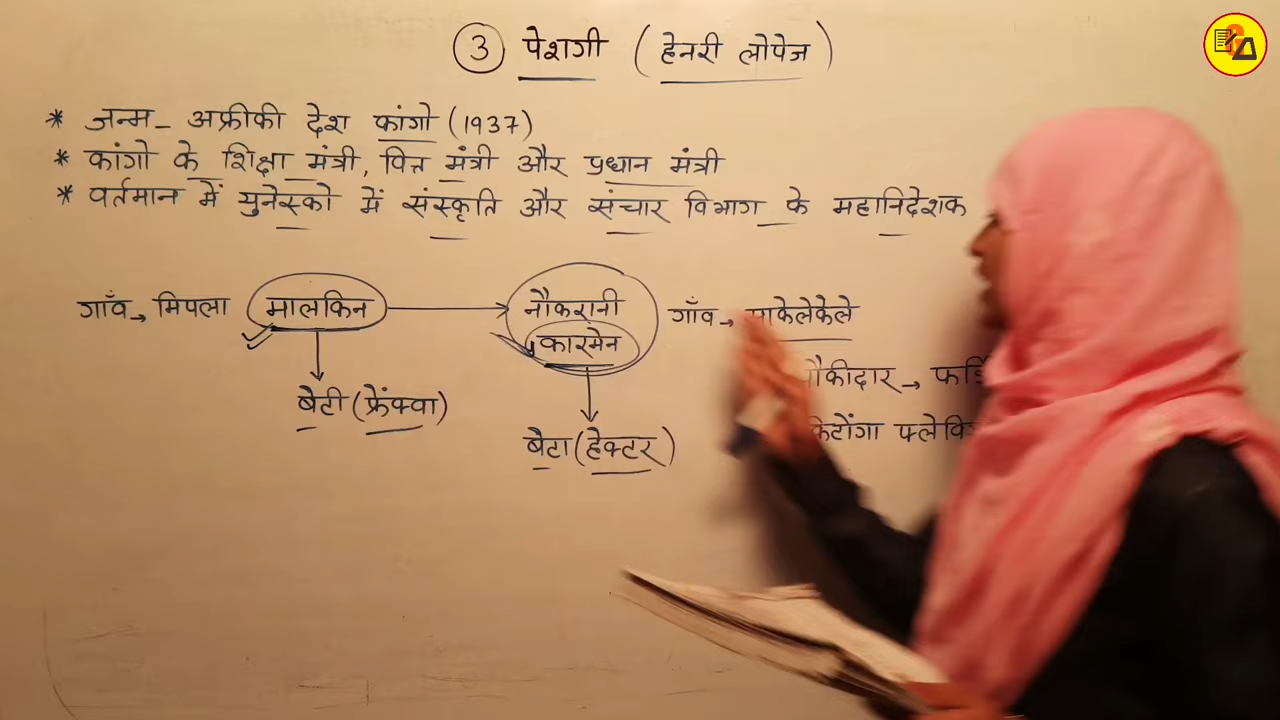 ③ पेशगी (हेनरी लोपेज)
* जन्म - अफ्रीकी देश कांगो (1937)
* कांगो के शिक्षा मंत्री, वित्त मंत्री और प्रधान मंत्री
* वर्तमान में युनेस्को में संस्कृति और संचार विभाग के महानिदेशक
गाँव → मिपला मालकिन → नौकरानी गाँव → माकेलेकेले
कारमेन
बेटी (फ्रेंक्वा)
बेटा (हेक्टर)